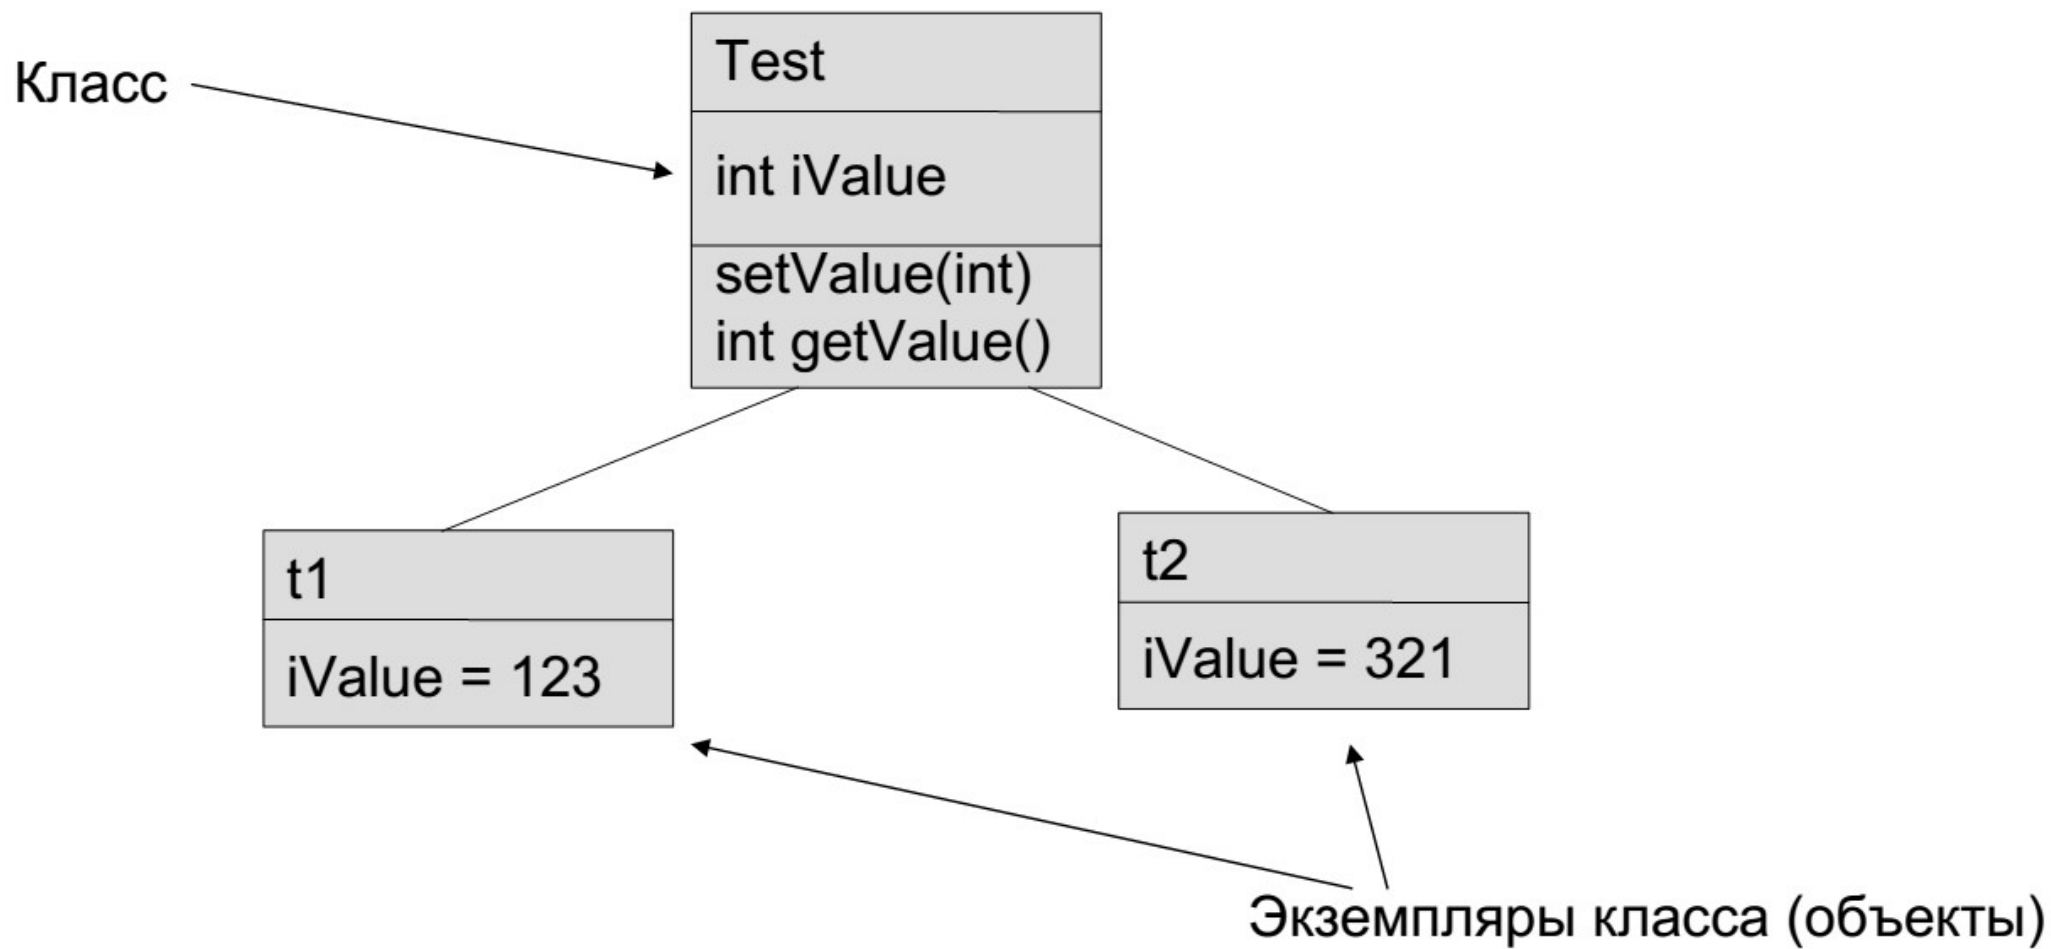 Класс
Test
int iValue
setValue(int)
int getValue()
t1
iValue = 123
t2
iValue = 321
Экземпляры класса (объекты)